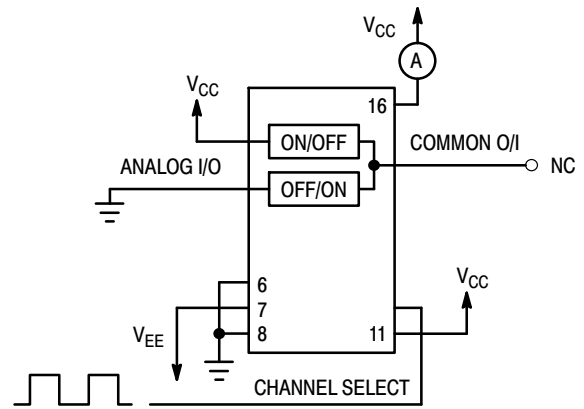 V_CC
A
V_CC
16
ON/OFF
COMMON O/I
ANALOG I/O
OFF/ON
NC
6
V_CC
7
V_EE
8
11
CHANNEL SELECT